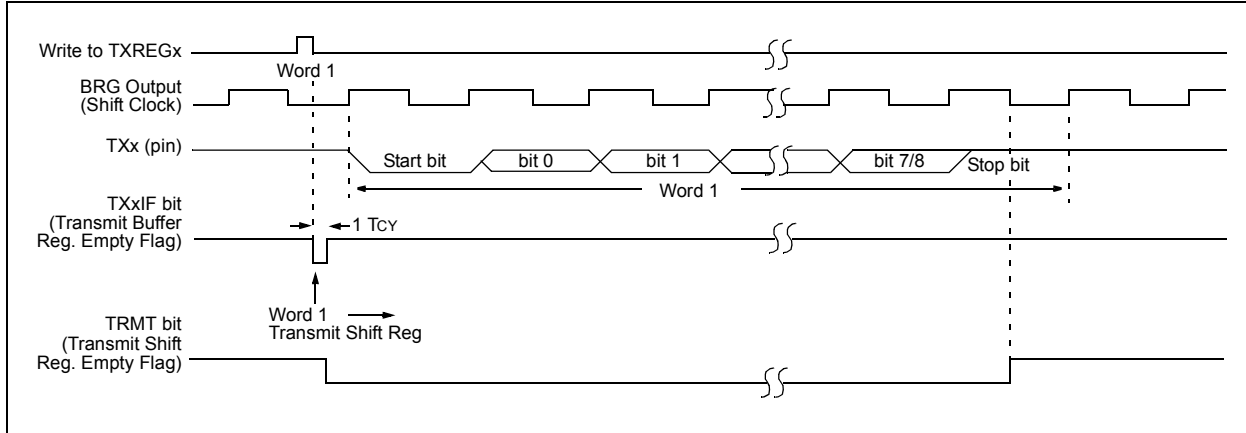 Write to TXREGx
Word 1
BRG Output
(Shift Clock)
TXx (pin)
Start bit
bit 0
bit 1
bit 7/8
Stop bit
Word 1
TXxIF bit
(Transmit Buffer
Reg. Empty Flag)
1 TCY
Word 1
Transmit Shift Reg
TRMT bit
(Transmit Shift
Reg. Empty Flag)